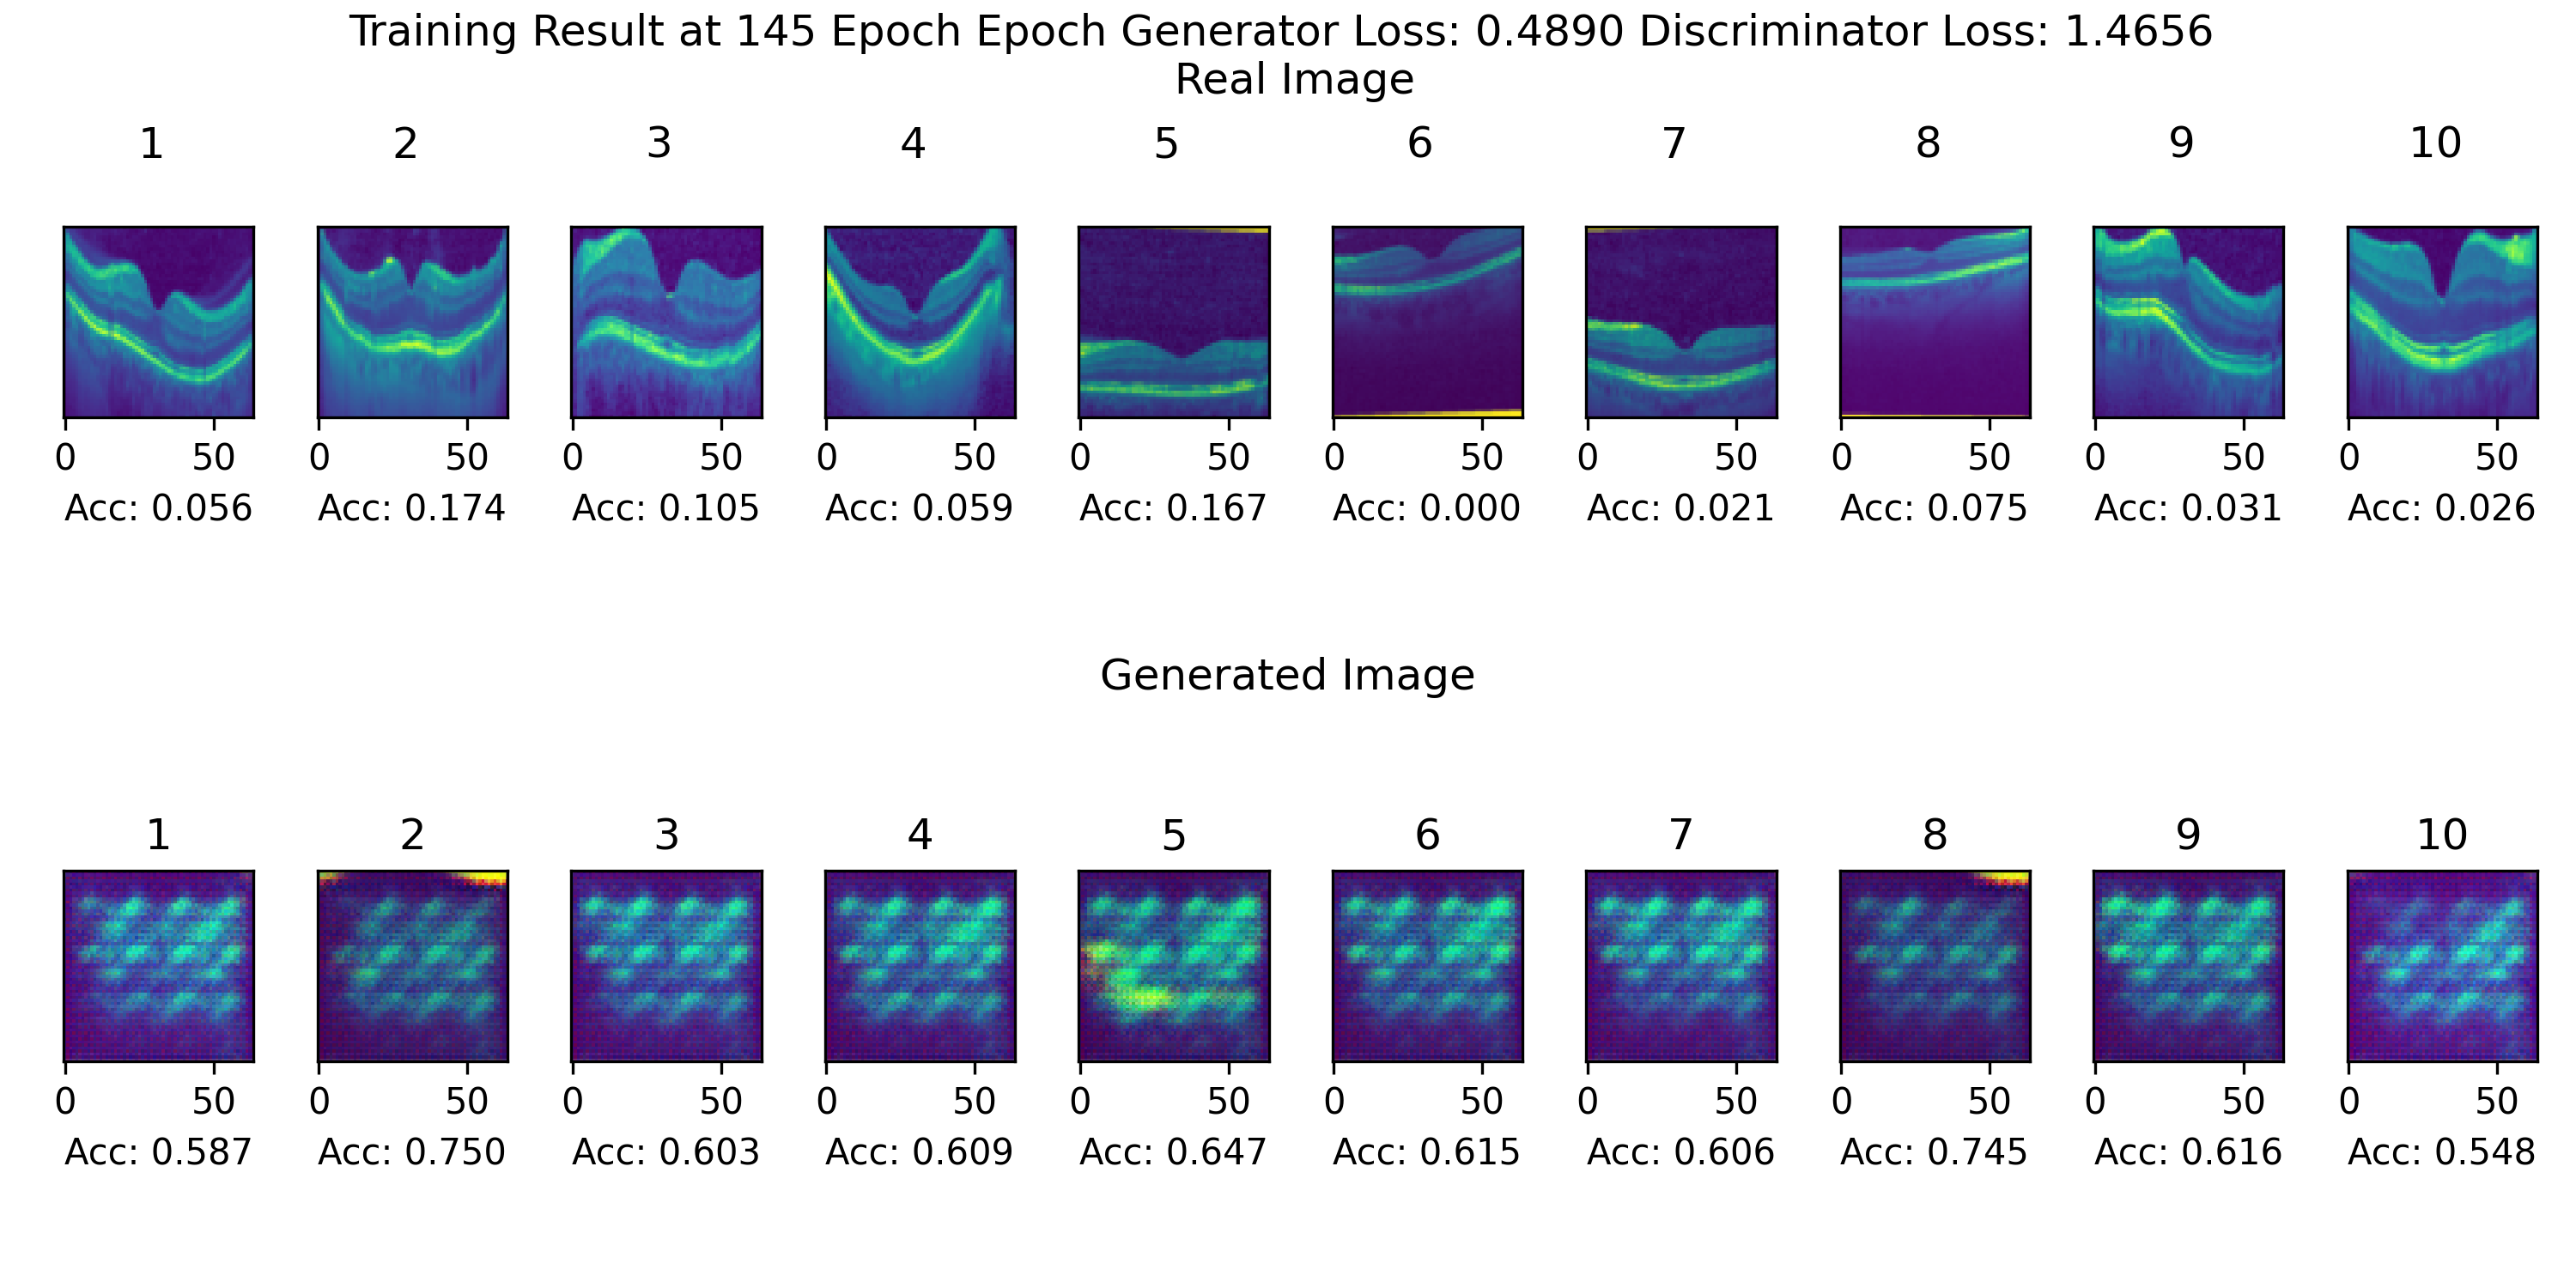 Training Result at 145 Epoch Epoch Generator Loss: 0.4890 Discriminator Loss: 1.4656
Real Image
1 2 3 4 5 6 7 8 9 10
0 50 0 50 0 50 0 50 0 50 0 50 0 50 0 50 0 50 0 50
Acc: 0.056 Acc: 0.174 Acc: 0.105 Acc: 0.059 Acc: 0.167 Acc: 0.000 Acc: 0.021 Acc: 0.075 Acc: 0.031 Acc: 0.026
Generated Image
1 2 3 4 5 6 7 8 9 10
0 50 0 50 0 50 0 50 0 50 0 50 0 50 0 50 0 50 0 50
Acc: 0.587 Acc: 0.750 Acc: 0.603 Acc: 0.609 Acc: 0.647 Acc: 0.615 Acc: 0.606 Acc: 0.745 Acc: 0.616 Acc: 0.548